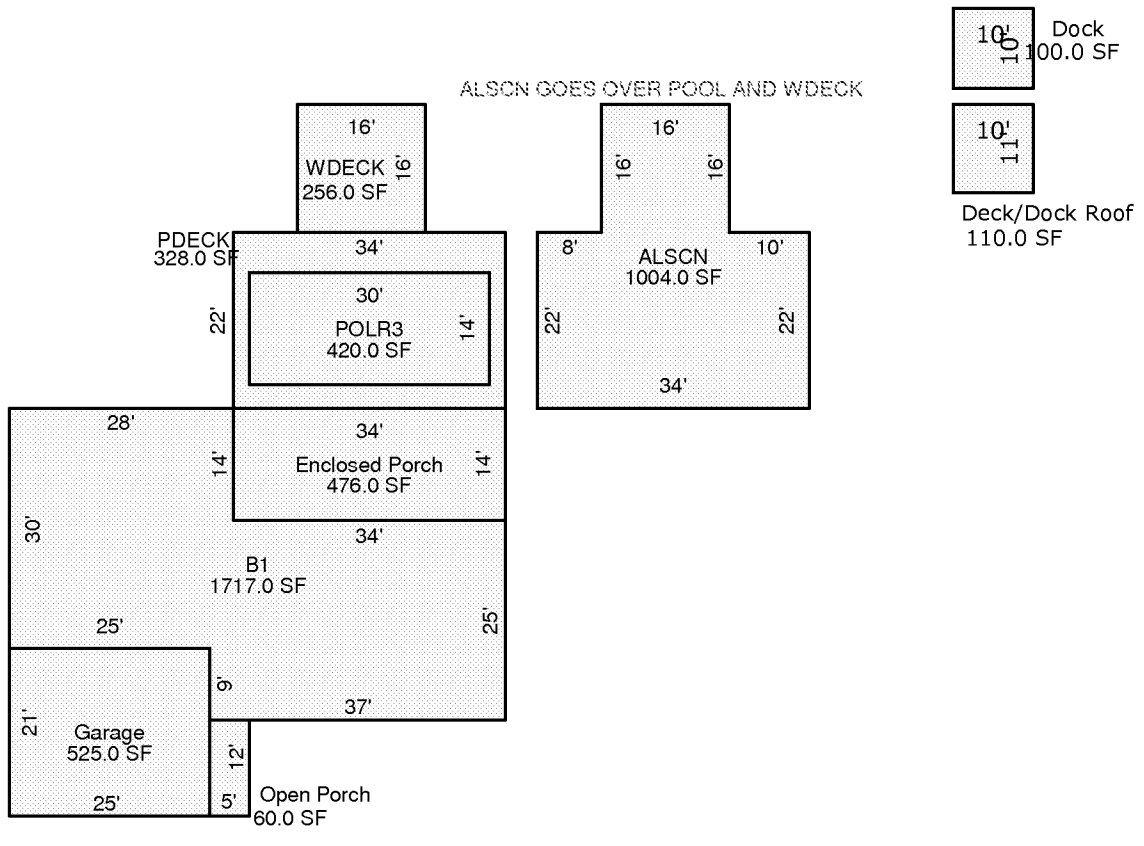 10'
10'
Dock
100.0 SF
ALSCN GOES OVER POOL AND WDECK
16'
WDECK
16'
256.0 SF
16'
16'
16'
10'
11'
Deck/Dock Roof
110.0 SF
PDECK
328.0 SF
34'
22'
30'
POLR3
14'
420.0 SF
8'
10'
ALSCN
1004.0 SF
22'
22'
34'
28'
34'
14'
Enclosed Porch
14'
476.0 SF
34'
30'
B1
1717.0 SF
25'
25'
9'
37'
21'
Garage
525.0 SF
25'
12'
5'
Open Porch
60.0 SF